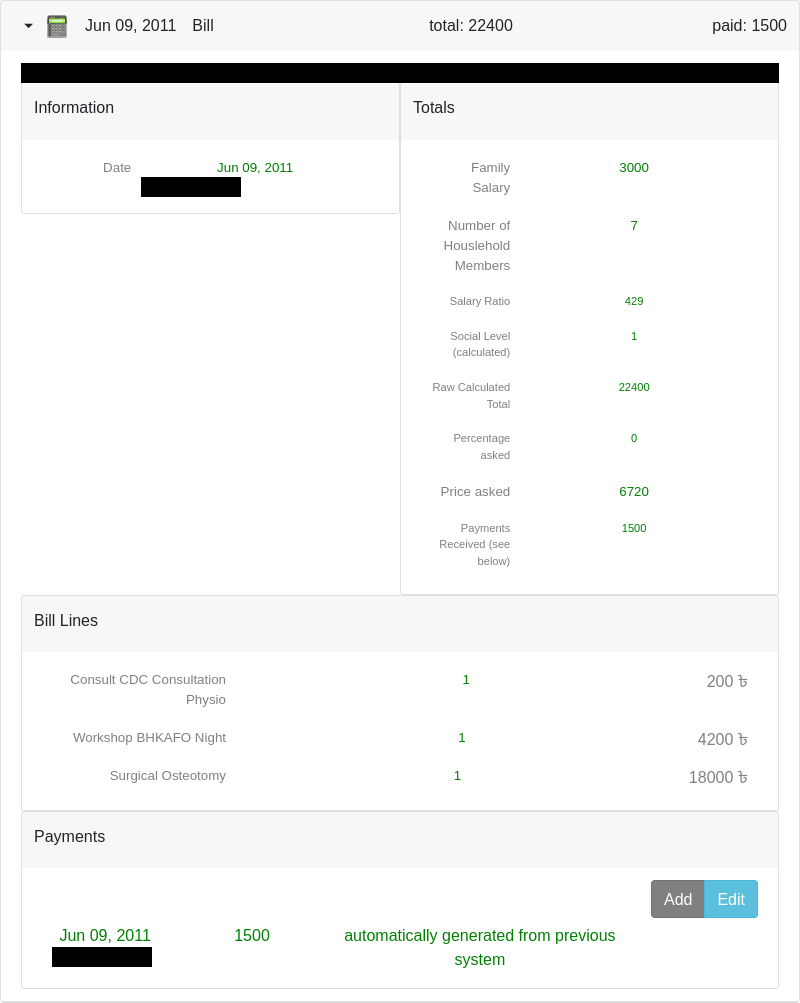 Jun 09, 2011 Bill total: 22400 paid: 1500
Information
Date Jun 09, 2011
Totals
Family 3000
Salary
Number of 7
Houslehold
Members
Salary Ratio 429
Social Level 1
(calculated)
Raw Calculated 22400
Total
Percentage 0
asked
Price asked 6720
Payments 1500
Received (see
below)
Bill Lines
Consult CDC Consultation 1 200 ৳
Physio
Workshop BHKAFO Night 1 4200 ৳
Surgical Osteotomy 1 18000 ৳
Payments
Add Edit
Jun 09, 2011 1500 automatically generated from previous
system